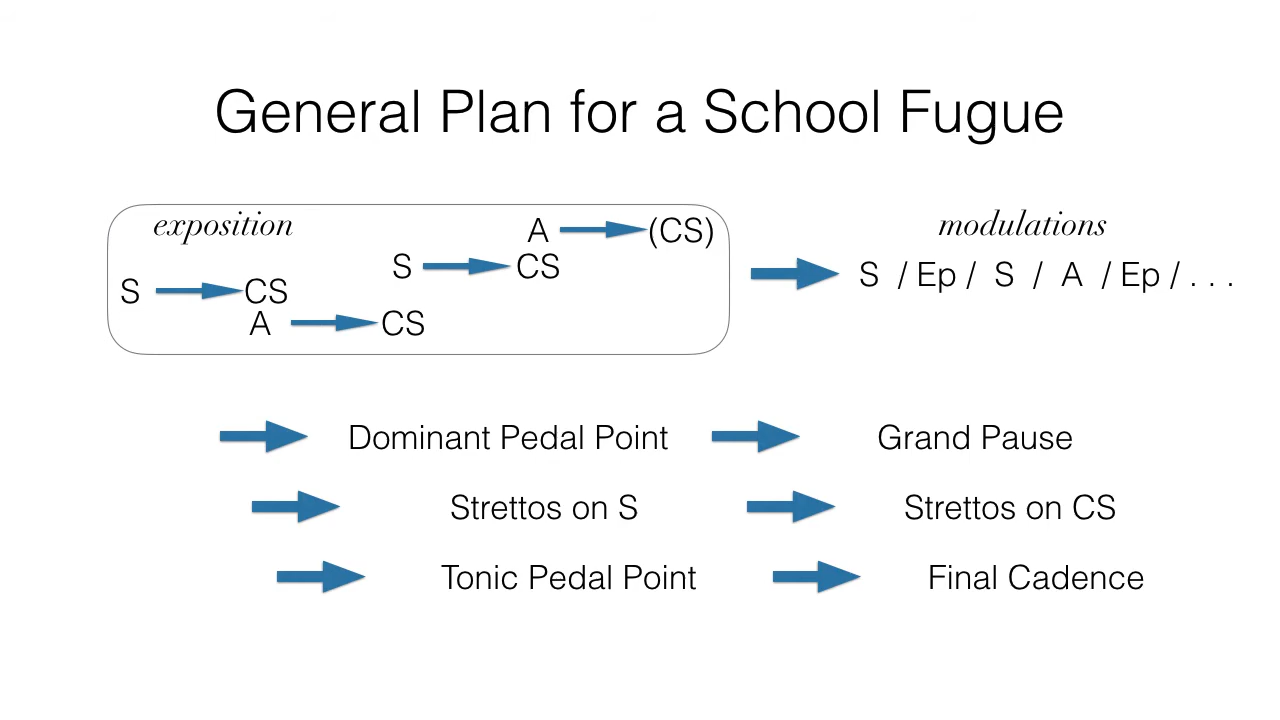 General Plan for a School Fugue
exposition
A (CS)
S CS
S CS
A CS
modulations
S / Ep / S / A / Ep / . . .
Dominant Pedal Point Grand Pause
Strettos on S Strettos on CS
Tonic Pedal Point Final Cadence